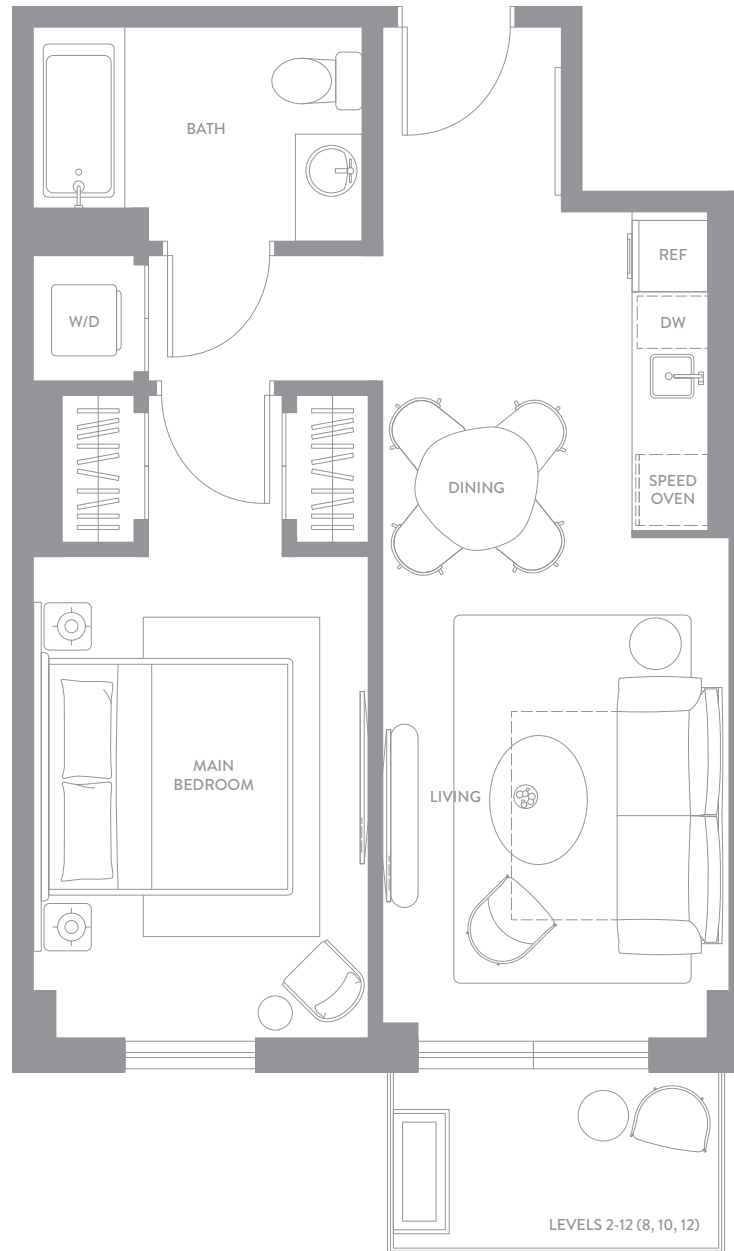 BATH
REF
W/D
DW
SPEED
OVEN
DINING
MAIN
BEDROOM
LIVING
LEVELS 2-12 (8, 10, 12)